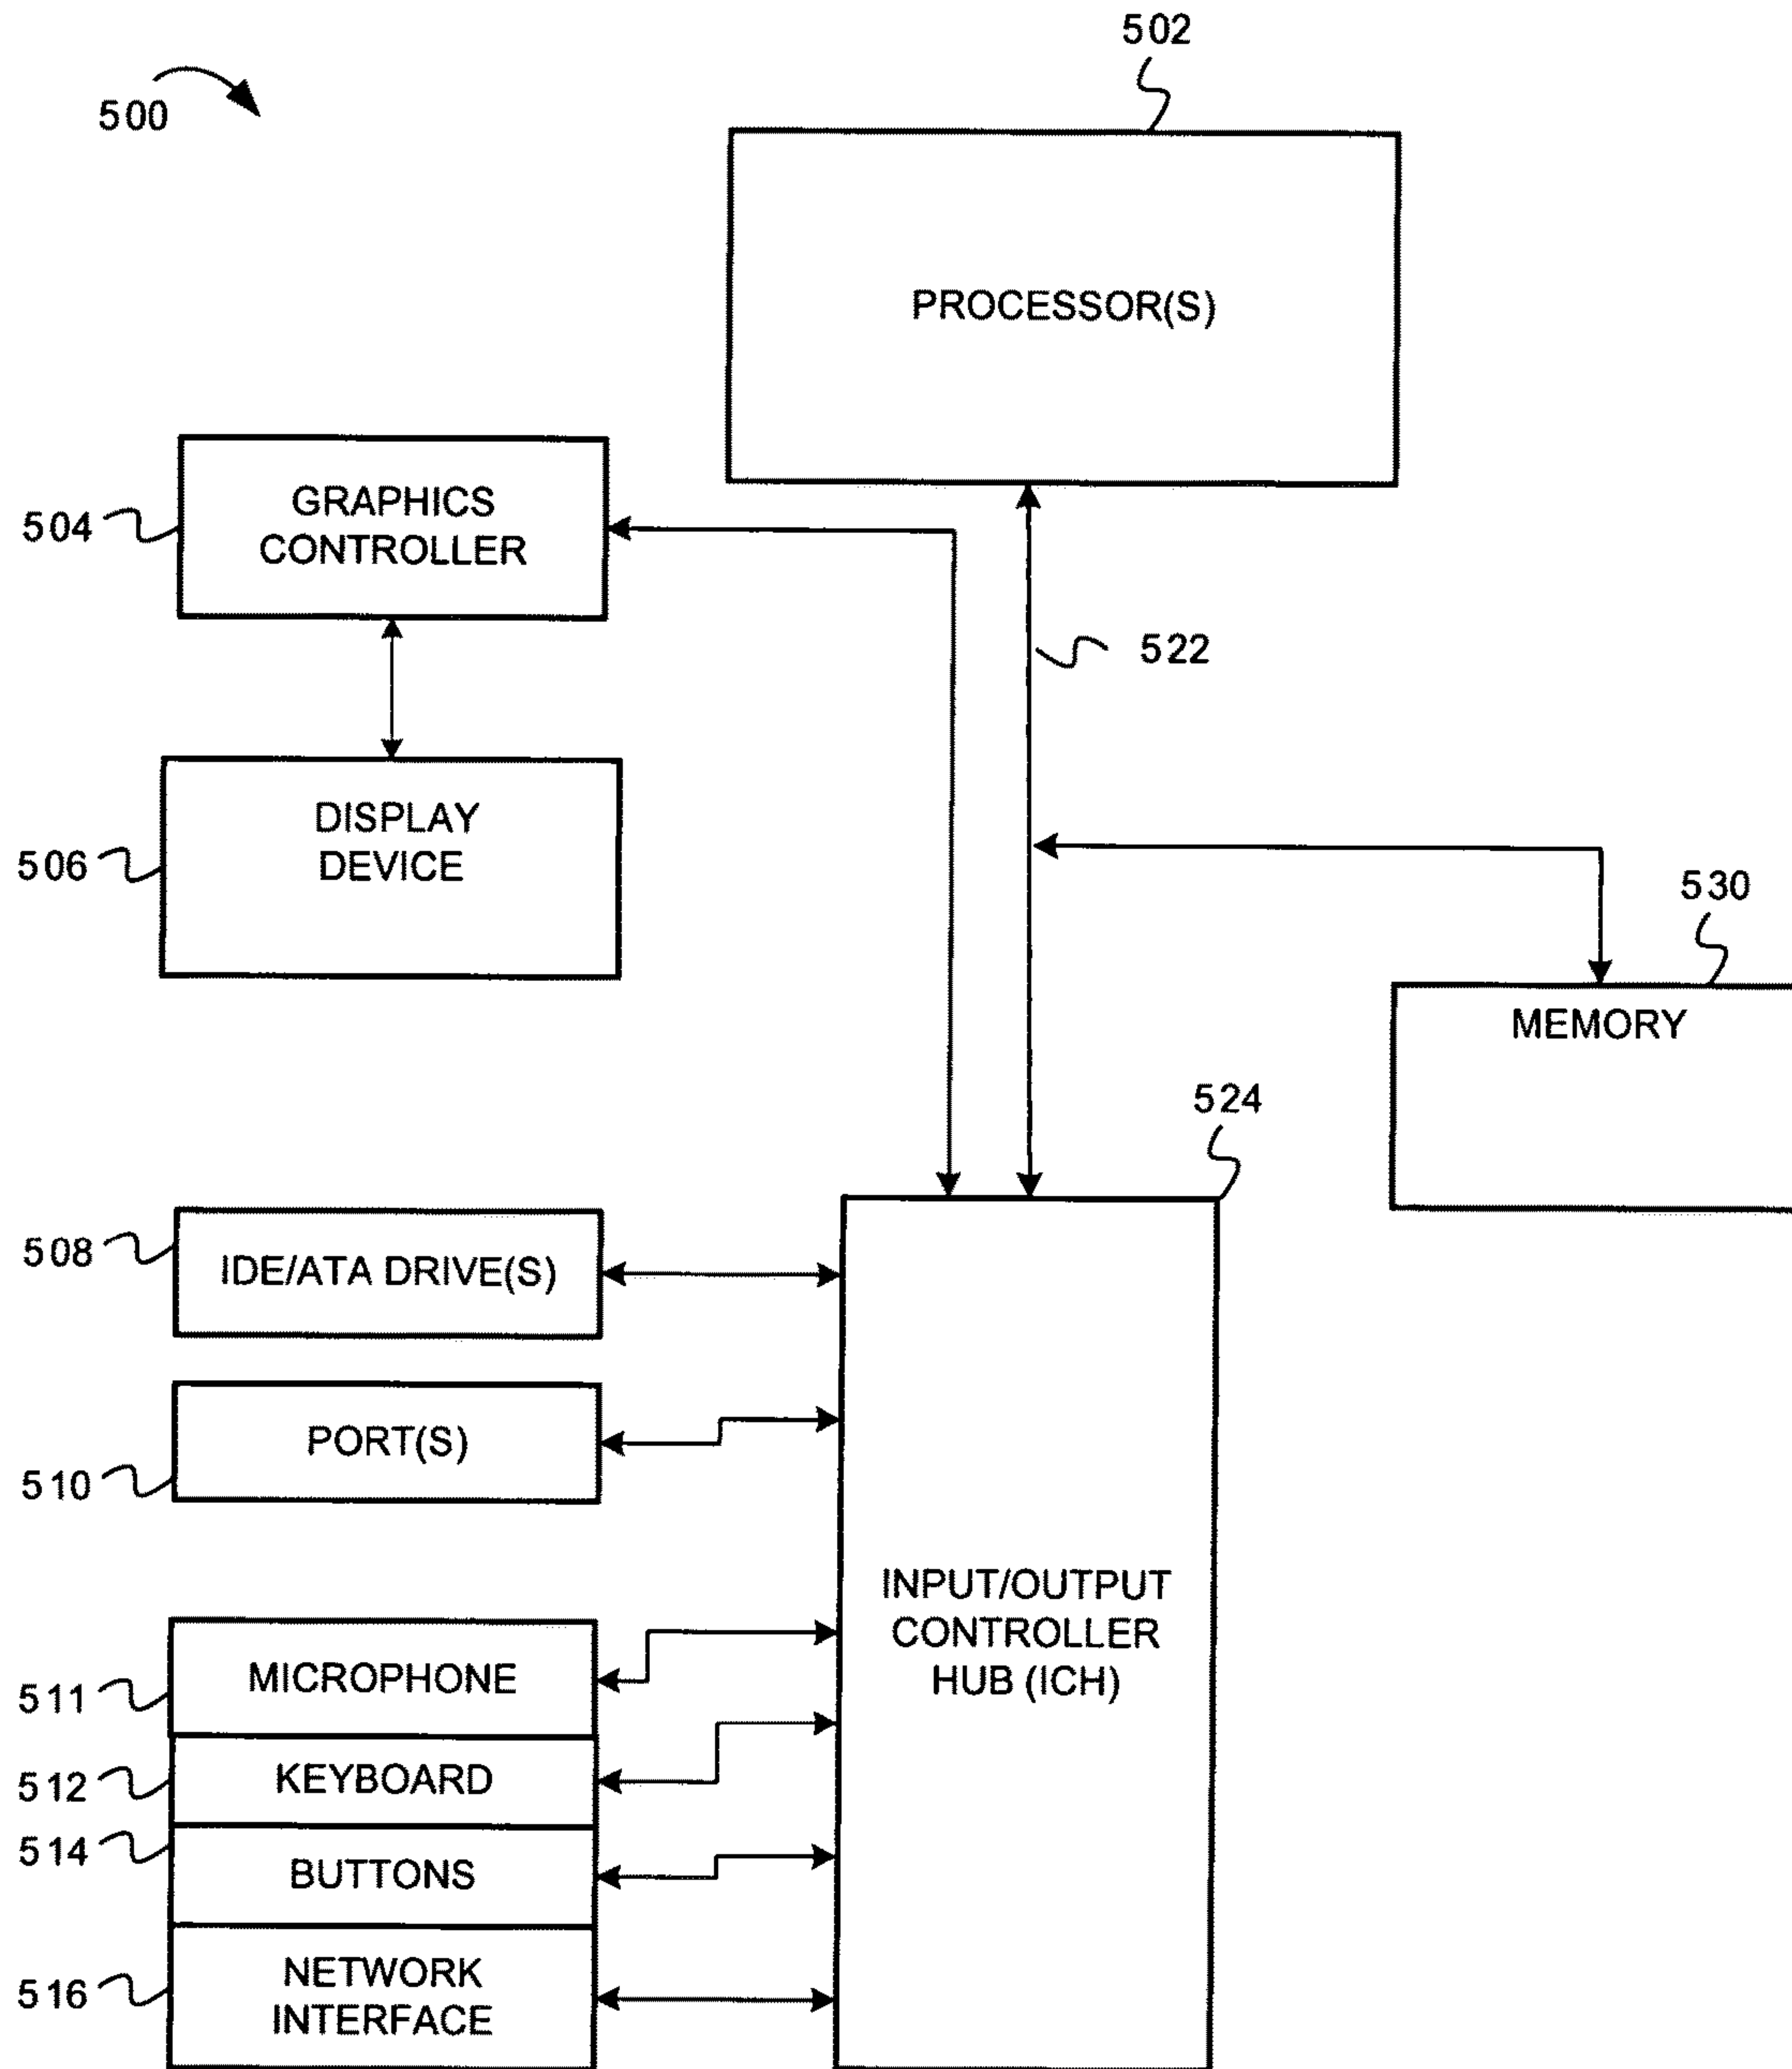 502
500
PROCESSOR(S)
504
GRAPHICS
CONTROLLER
522
506
DISPLAY
DEVICE
530
MEMORY
524
508
IDE/ATA DRIVE(S)
PORT(S)
510
INPUT/OUTPUT
CONTROLLER
HUB (ICH)
511
MICROPHONE
512
KEYBOARD
514
BUTTONS
516
NETWORK
INTERFACE